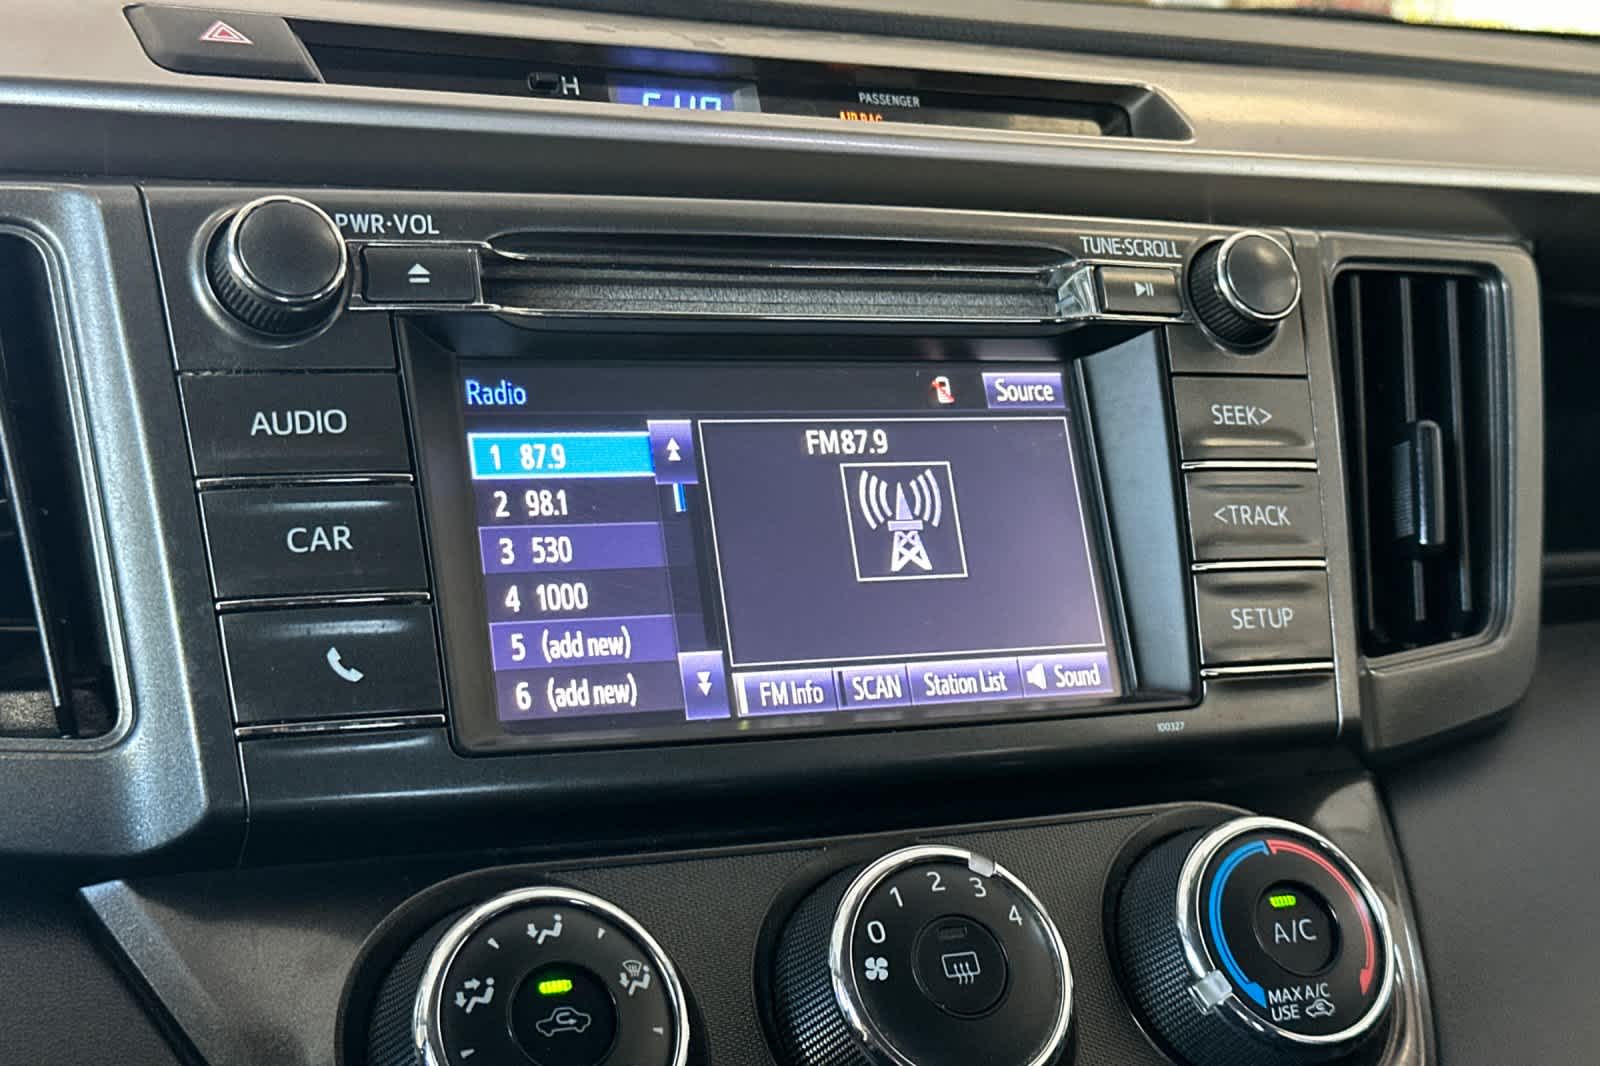 H
PASSENGER
AIR BAG
PWR·VOL
TUNE·SCROLL
AUDIO
CAR
Radio
Source
1 87.9
2 98.1
3 530
4 1000
5 (add new)
6 (add new)
FM87.9
FM Info
SCAN
Station List
Sound
SEEK>
<TRACK
SETUP
100327
0 1 2 3 4
A/C
MAX A/C
USE